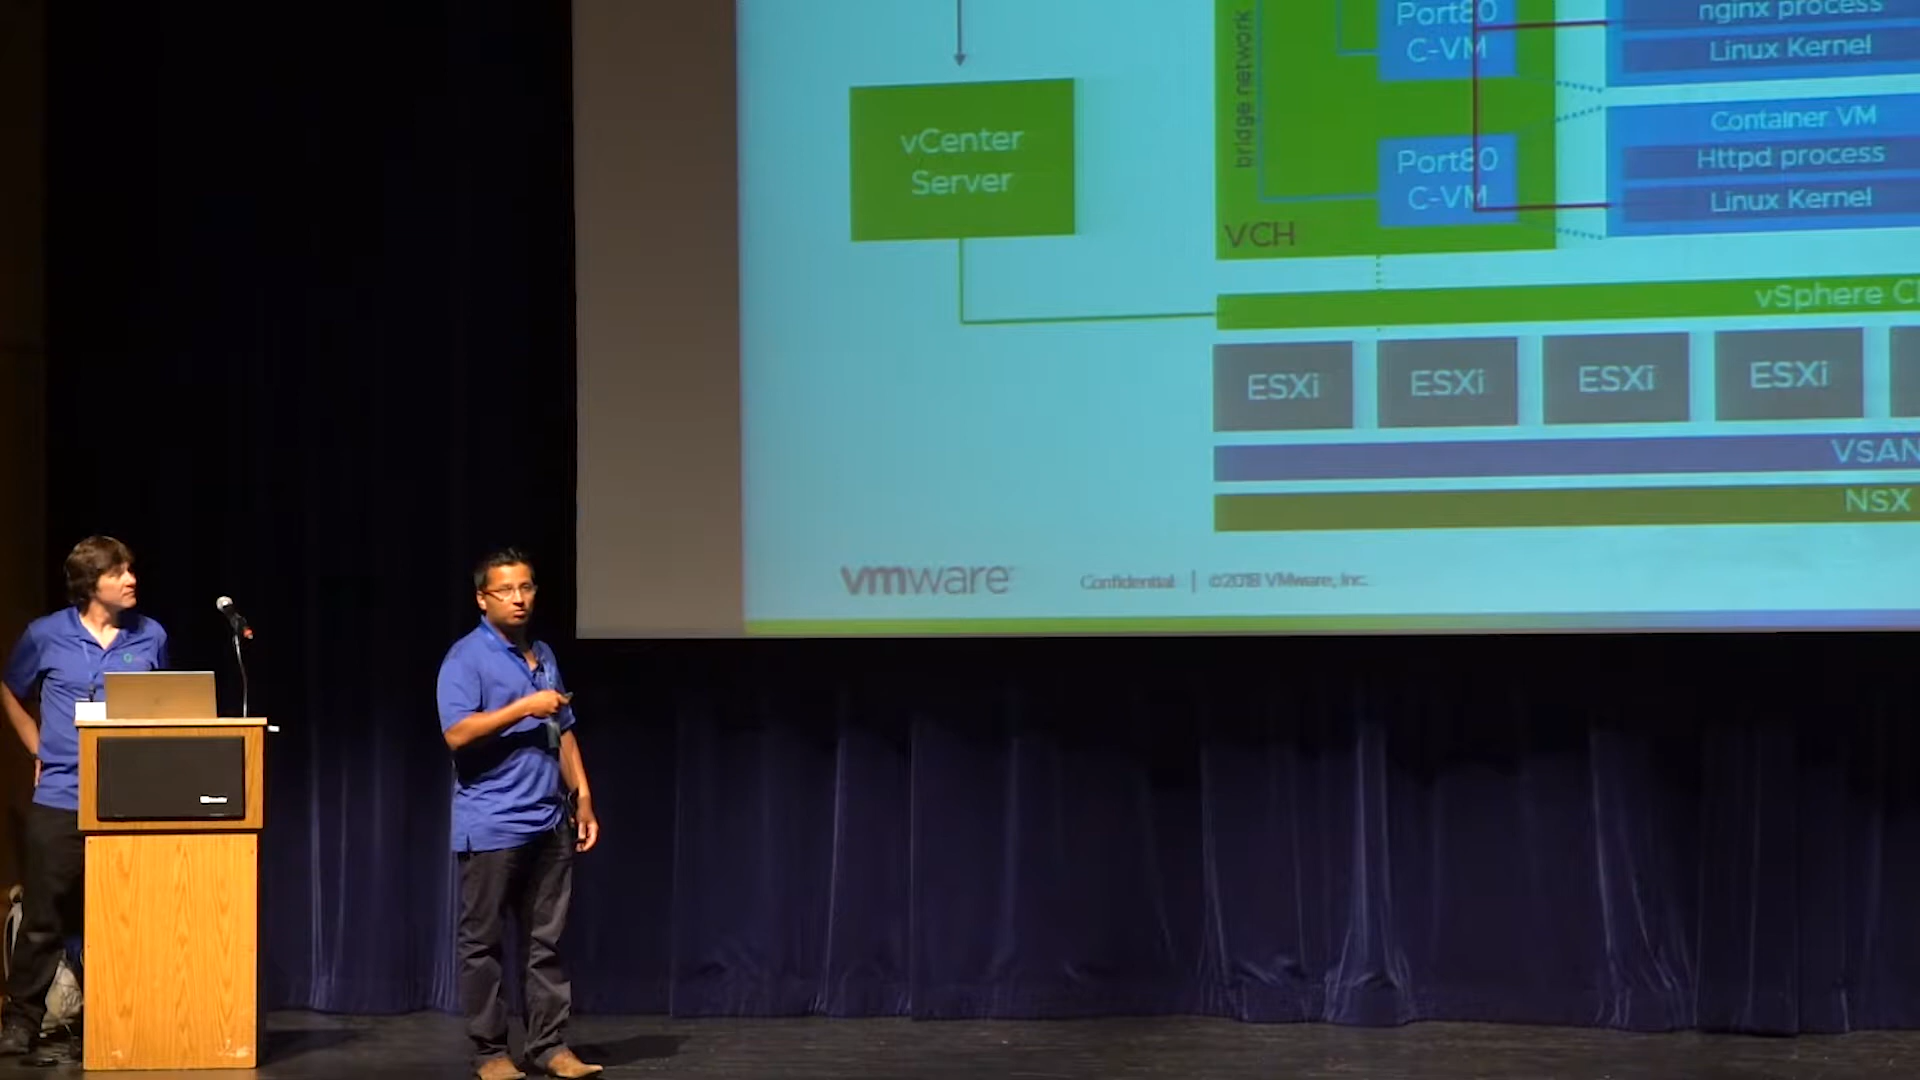 bridge network
Port80
C-VM
nginx process
Linux Kernel
vCenter
Server
Port80
C-VM
Container VM
Httpd process
Linux Kernel
VCH
vSphere
ESXi
ESXi
ESXi
ESXi
VSAN
NSX
vmware
Confidential | ©2018 VMware, Inc.